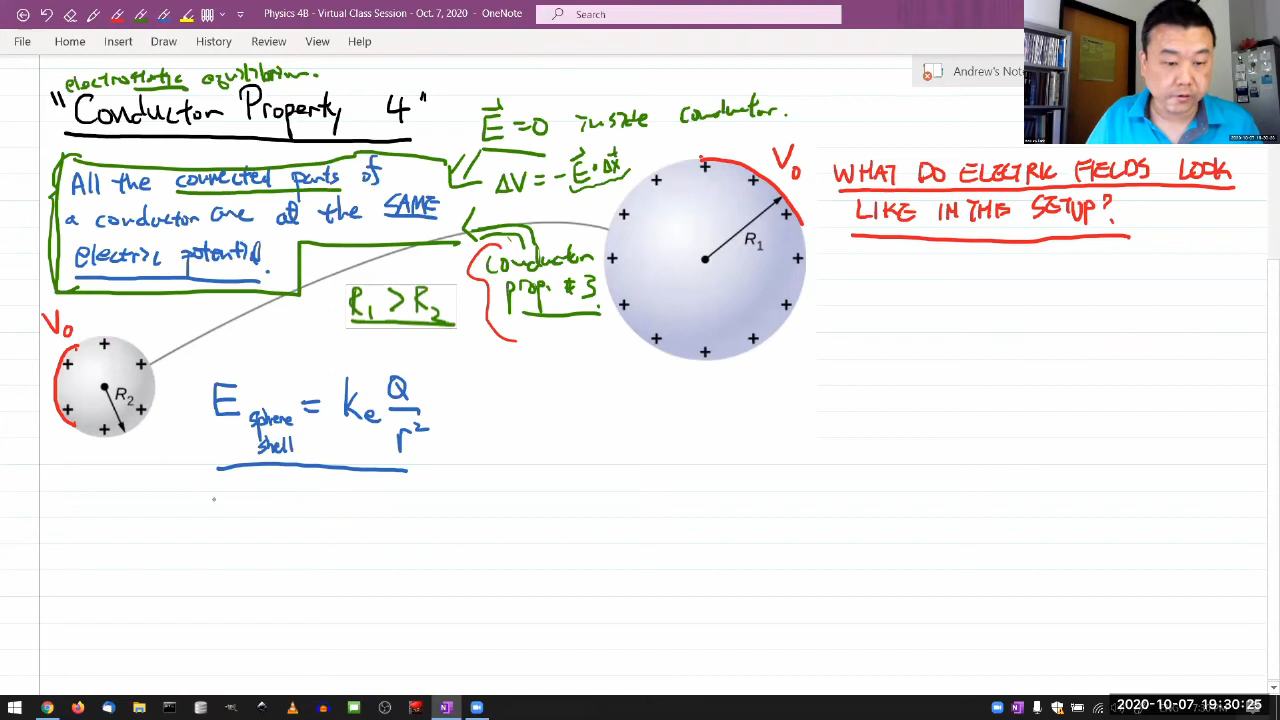 Physics 4B - Virtual Class Session - Oct. 7, 2020 - OneNote
Search
File Home Insert Draw History Review View Help
Andrew's Not
electrostatic equilibrium.
"Conductor Property 4"
All the connected parts of
a conductor are at the SAME
electric potential.
E = 0 inside conductor.
ΔV = - E · Δx
Conductor
prop. #3.
R1 > R2
V0
R1
WHAT DO ELECTRIC FIELDS LOOK
LIKE IN THE SETUP?
V0
R2
E sphere shell = ke Q/r²
2020-10-07 19:30:25